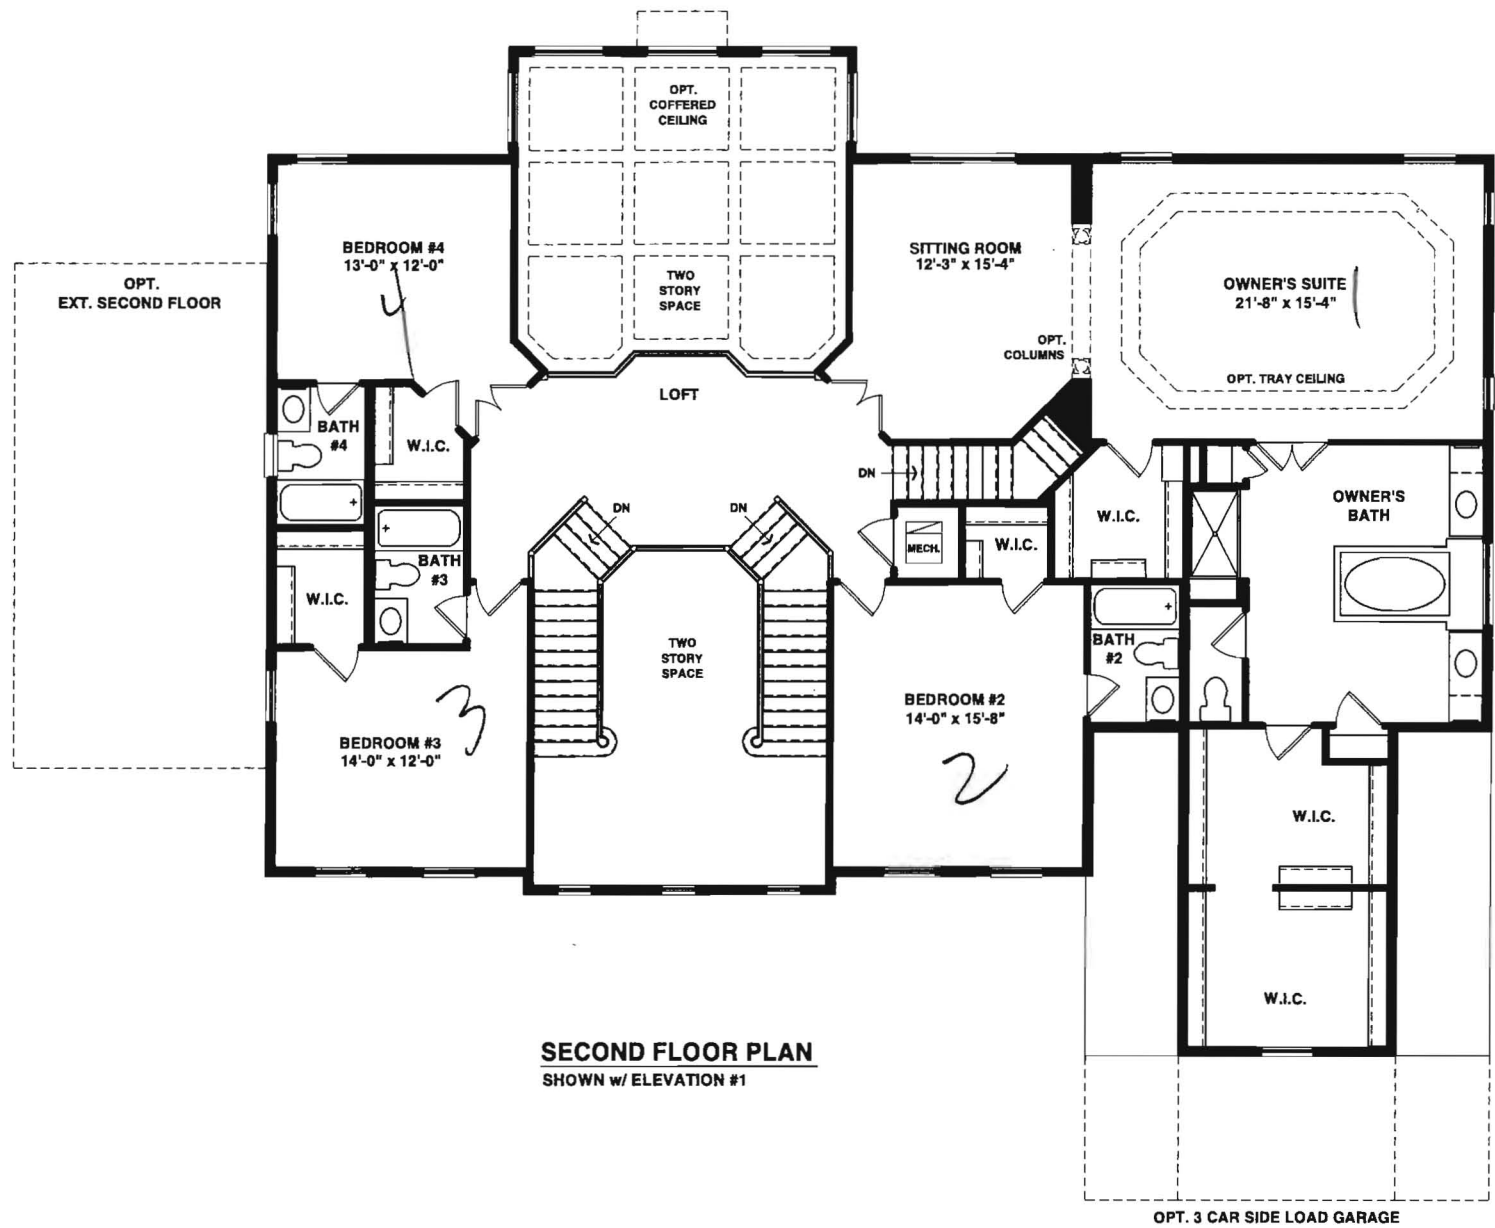 OPT.
COFFERED
CEILING
BEDROOM #4
13'-0" x 12'-0"
4
SITTING ROOM
12'-3" x 15'-4"
OPT.
EXT. SECOND FLOOR
TWO
STORY
SPACE
OWNER'S SUITE
21'-8" x 15'-4"
1
OPT.
COLUMNS
OPT. TRAY CEILING
LOFT
BATH
#4
W.I.C.
DN
DN
DN
OWNER'S
BATH
W.I.C.
MECH.
W.I.C.
BATH
#3
W.I.C.
TWO
STORY
SPACE
BATH
#2
BEDROOM #2
14'-0" x 15'-8"
2
3
BEDROOM #3
14'-0" x 12'-0"
W.I.C.
W.I.C.
SECOND FLOOR PLAN
SHOWN w/ ELEVATION #1
OPT. 3 CAR SIDE LOAD GARAGE